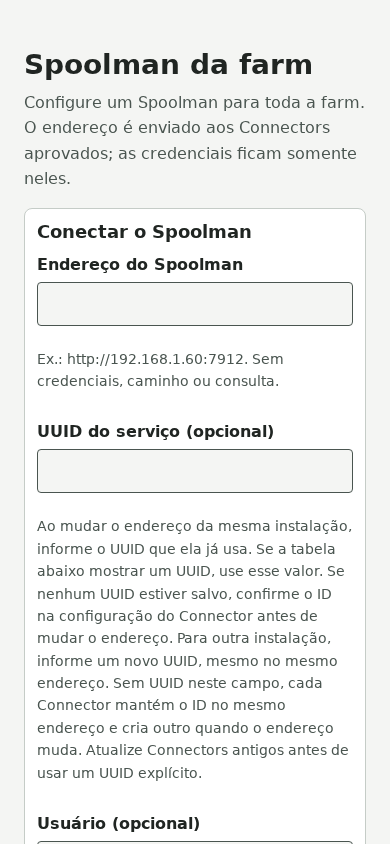 Spoolman da farm
Configure um Spoolman para toda a farm.
O endereço é enviado aos Connectors
aprovados; as credenciais ficam somente
neles.
Conectar o Spoolman
Endereço do Spoolman
Ex.: http://192.168.1.60:7912. Sem
credenciais, caminho ou consulta.
UUID do serviço (opcional)
Ao mudar o endereço da mesma instalação,
informe o UUID que ela já usa. Se a tabela
abaixo mostrar um UUID, use esse valor. Se
nenhum UUID estiver salvo, confirme o ID
na configuração do Connector antes de
mudar o endereço. Para outra instalação,
informe um novo UUID, mesmo no mesmo
endereço. Sem UUID neste campo, cada
Connector mantém o ID no mesmo
endereço e cria outro quando o endereço
muda. Atualize Connectors antigos antes de
usar um UUID explícito.
Usuário (opcional)